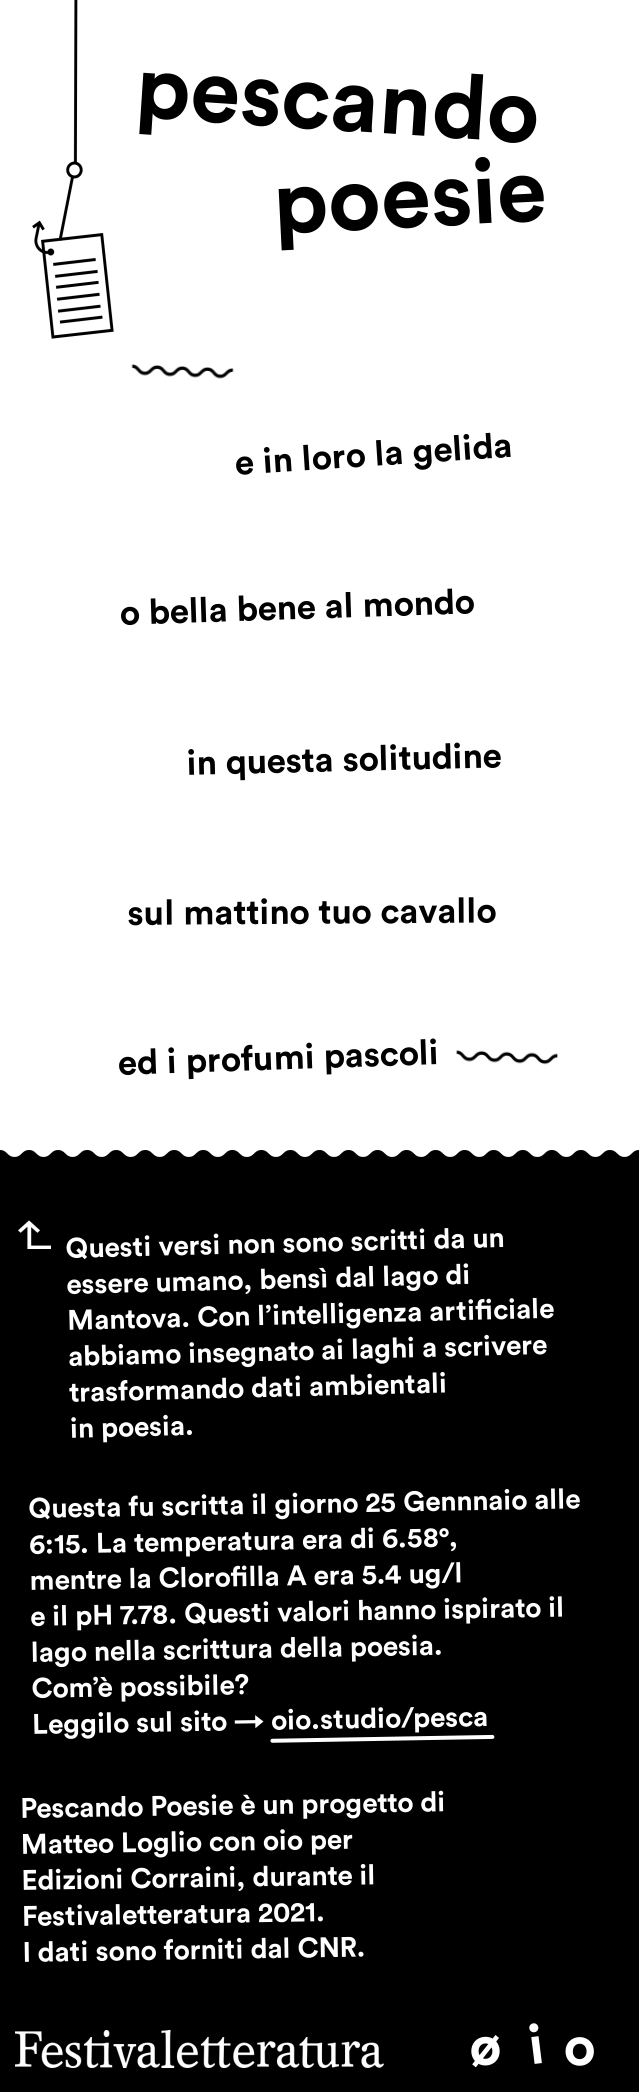 pescando
poesie
e in loro la gelida
o bella bene al mondo
in questa solitudine
sul mattino tuo cavallo
ed i profumi pascoli
Questi versi non sono scritti da un
essere umano, bensì dal lago di
Mantova. Con l’intelligenza artificiale
abbiamo insegnato ai laghi a scrivere
trasformando dati ambientali
in poesia.
Questa fu scritta il giorno 25 Gennnaio alle
6:15. La temperatura era di 6.58°,
mentre la Clorofilla A era 5.4 ug/l
e il pH 7.78. Questi valori hanno ispirato il
lago nella scrittura della poesia.
Com’è possibile?
Leggilo sul sito → oio.studio/pesca
Pescando Poesie è un progetto di
Matteo Loglio con oio per
Edizioni Corraini, durante il
Festivaletteratura 2021.
I dati sono forniti dal CNR.
Festivaletteratura ø i o